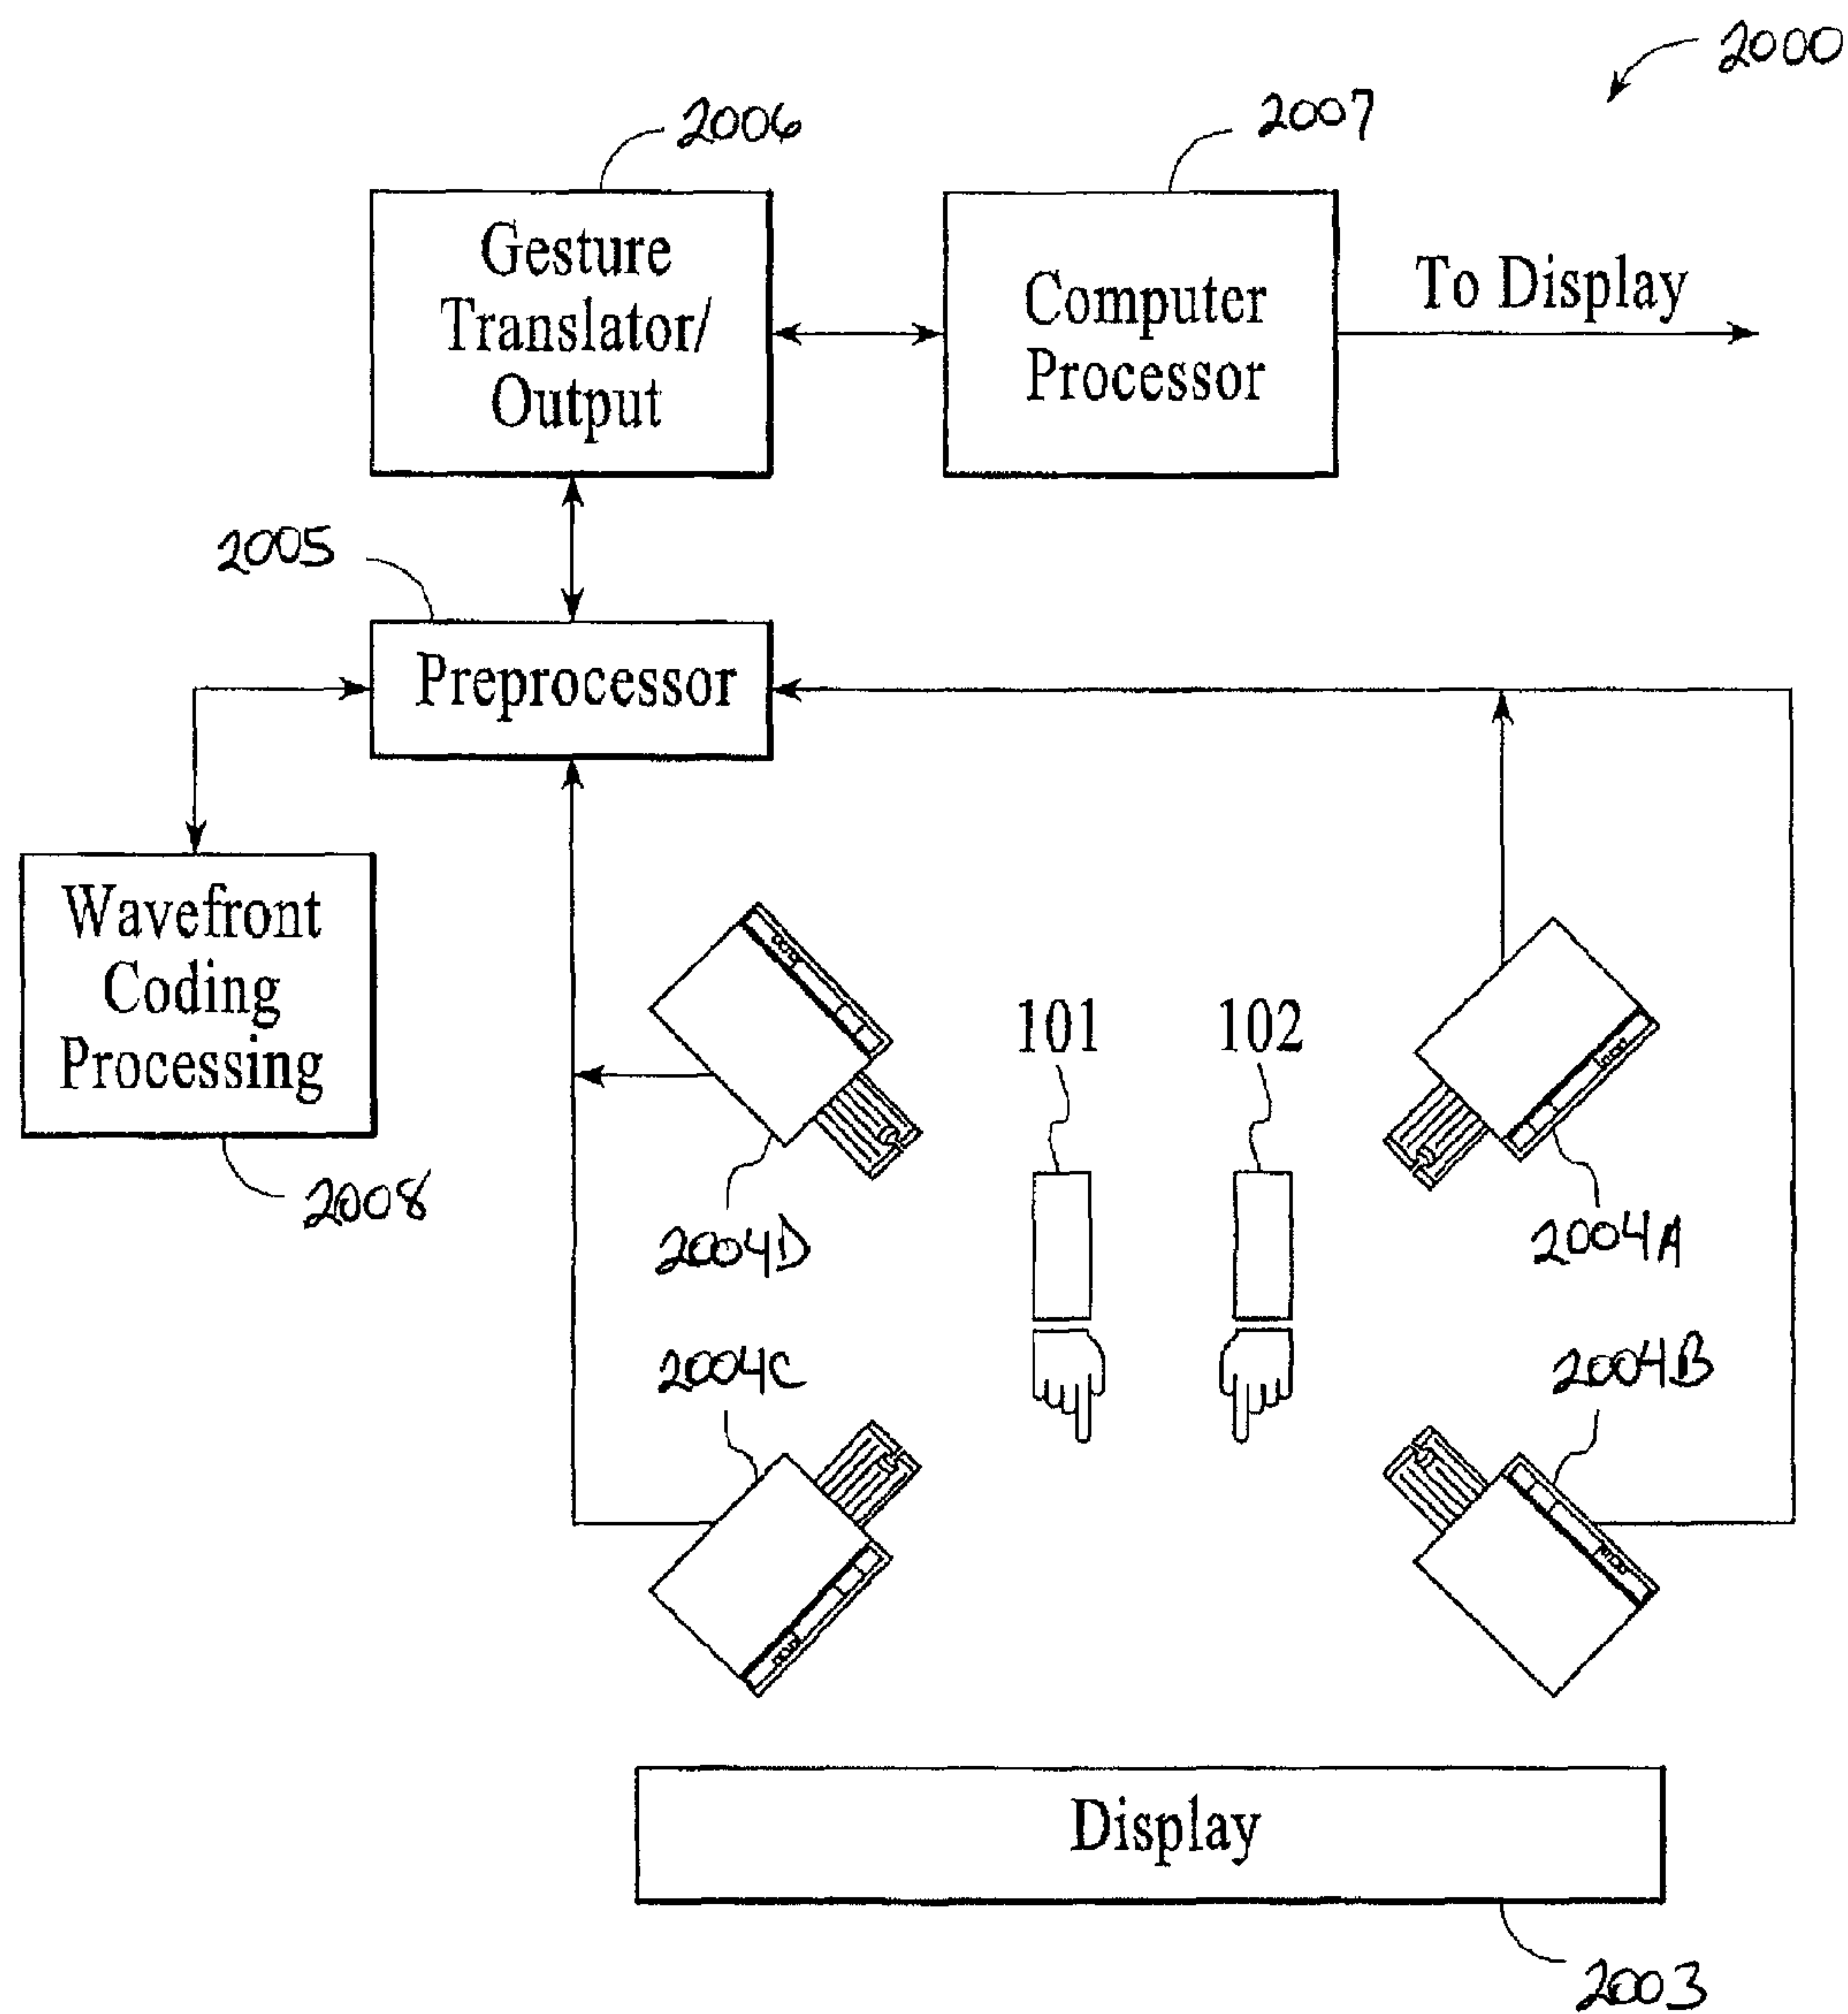 2000
2006
2007
Gesture
Translator/
Output
Computer
Processor
To Display
2005
Preprocessor
Wavefront
Coding
Processing
2008
101
102
2004D
2004A
2004C
2004B
Display
2003